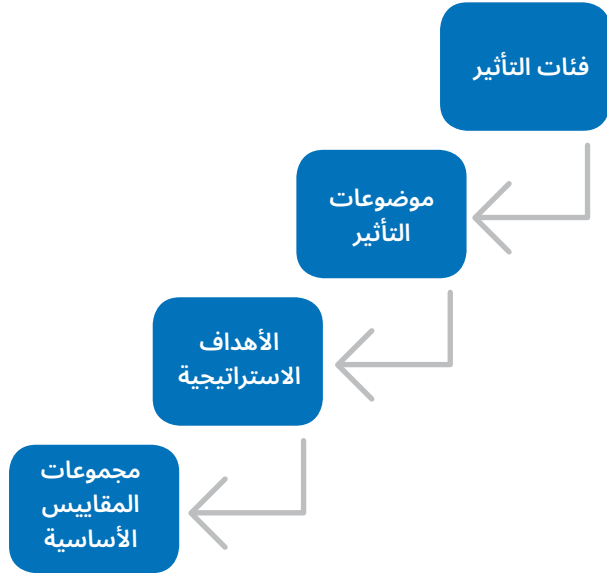 فئات التأثير
موضوعات
التأثير
الأهداف
الاستراتيجية
مجموعات
المقاييس
الأساسية